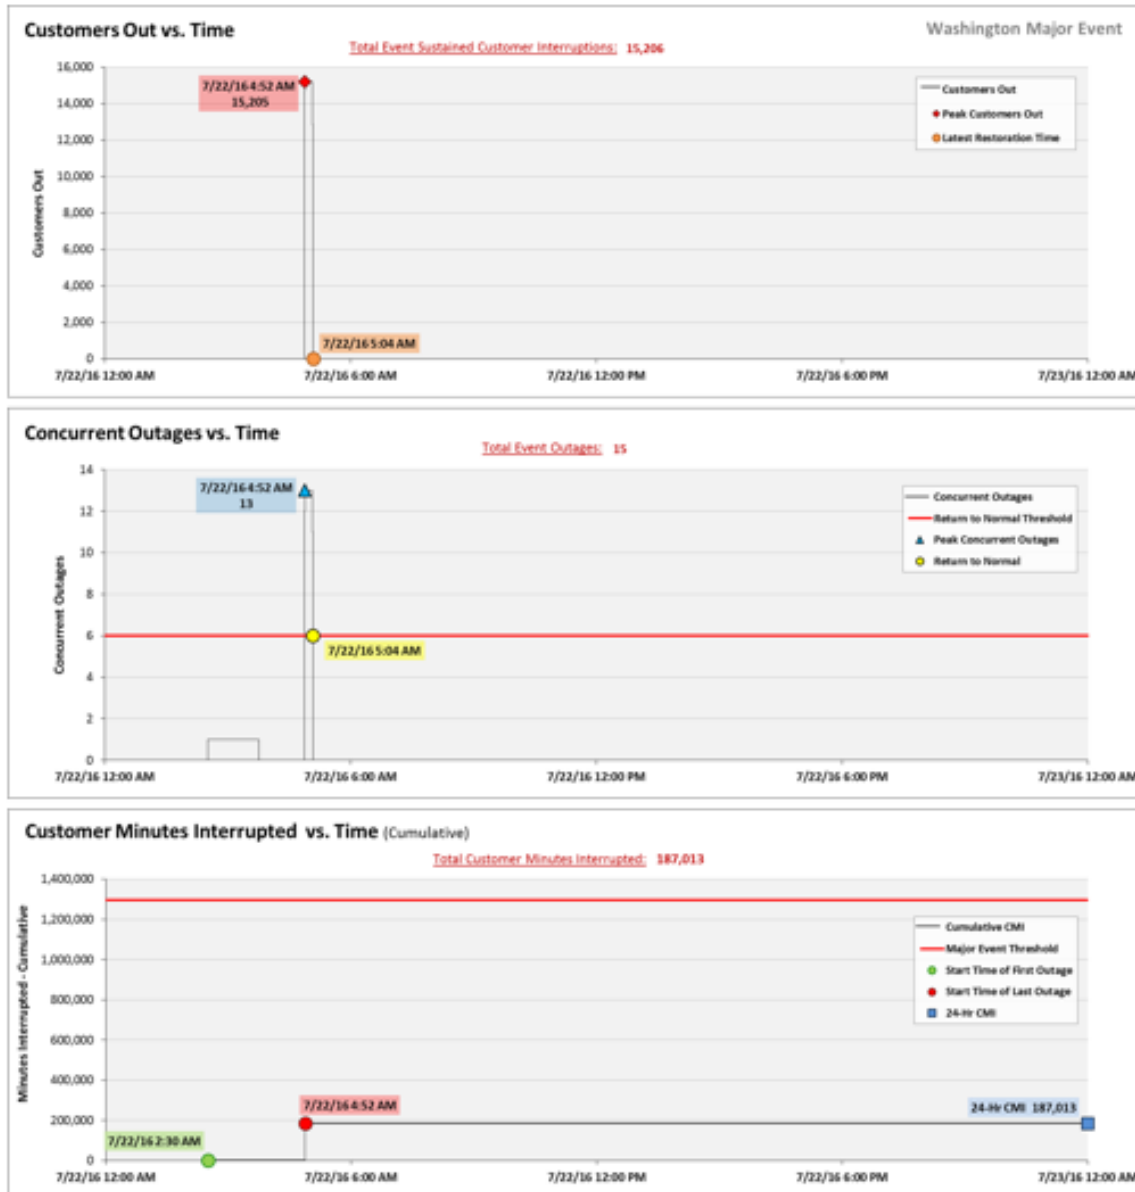 Customers Out vs. Time
Washington Major Event
Total Event Sustained Customer Interruptions: 15,206
16,000
14,000
12,000
10,000
8,000
6,000
4,000
2,000
0
Customers Out
7/22/16 4:52 AM
15,205
Customers Out
Peak Customers Out
Latest Restoration Time
7/22/16 5:04 AM
7/22/16 12:00 AM
7/22/16 6:00 AM
7/22/16 12:00 PM
7/22/16 6:00 PM
7/23/16 12:00 AM
Concurrent Outages vs. Time
Total Event Outages: 15
14
12
10
8
6
4
2
0
Concurrent Outages
7/22/16 4:52 AM
13
Concurrent Outages
Return to Normal Threshold
Peak Concurrent Outages
Return to Normal
7/22/16 5:04 AM
7/22/16 12:00 AM
7/22/16 6:00 AM
7/22/16 12:00 PM
7/22/16 6:00 PM
7/23/16 12:00 AM
Customer Minutes Interrupted vs. Time (Cumulative)
Total Customer Minutes Interrupted: 187,013
1,400,000
1,200,000
1,000,000
800,000
600,000
400,000
200,000
0
Minutes Interrupted - Cumulative
Cumulative CMI
Major Event Threshold
Start Time of First Outage
Start Time of Last Outage
24-Hr CMI
7/22/16 4:52 AM
24-Hr CMI 187,013
7/22/16 2:30 AM
7/22/16 12:00 AM
7/22/16 6:00 AM
7/22/16 12:00 PM
7/22/16 6:00 PM
7/23/16 12:00 AM